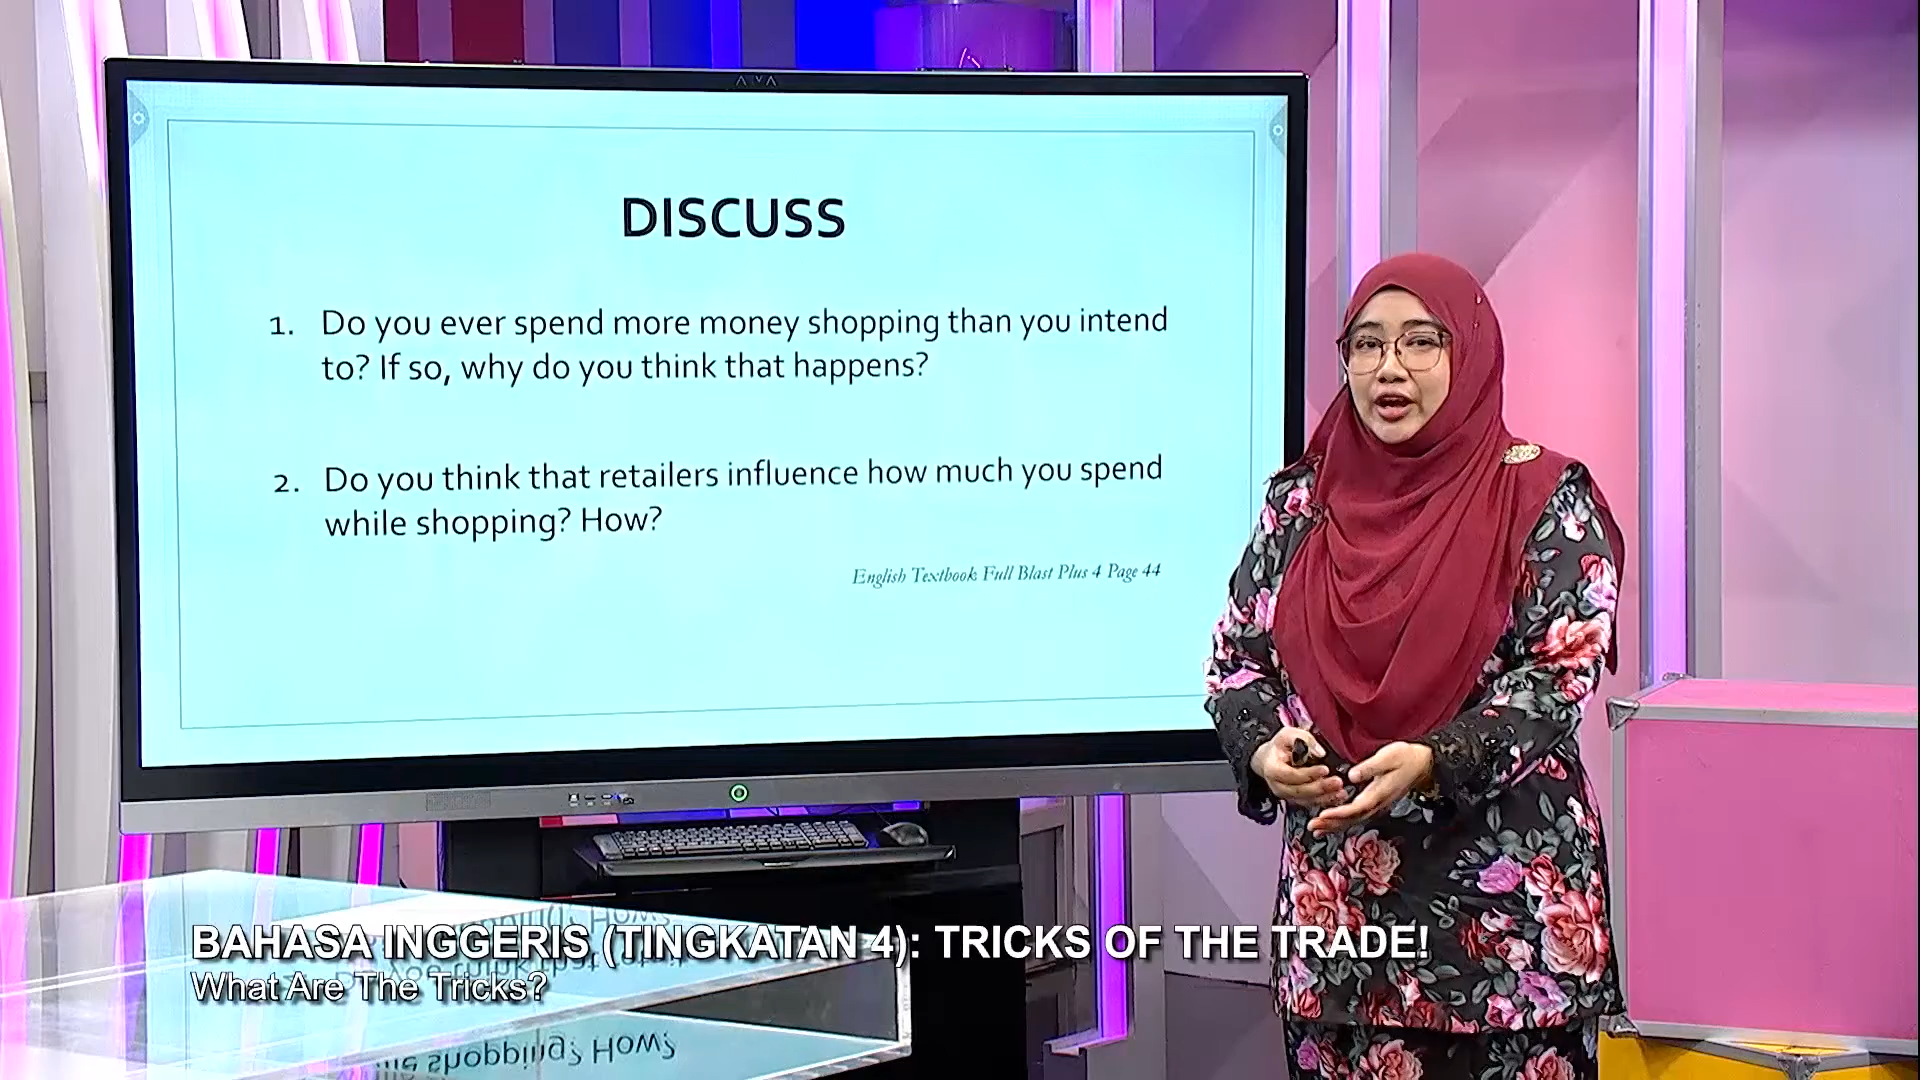 DISCUSS
1. Do you ever spend more money shopping than you intend
to? If so, why do you think that happens?
2. Do you think that retailers influence how much you spend
while shopping? How?
English Textbook Full Blast Plus 4 Page 44
BAHASA INGGERIS (TINGKATAN 4): TRICKS OF THE TRADE!
What Are The Tricks?